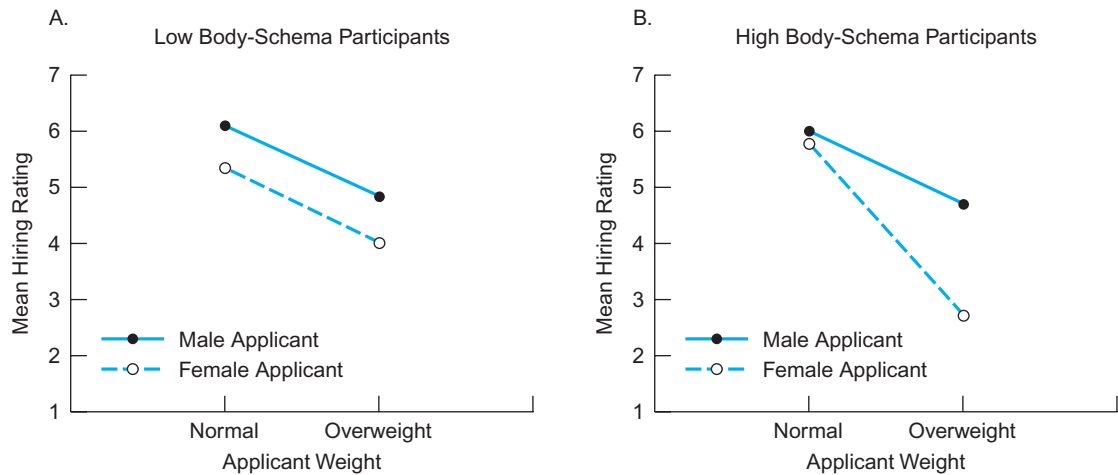 A.
Low Body-Schema Participants
Mean Hiring Rating
7
6
5
4
3
2
1
Male Applicant
Female Applicant
Normal Overweight
Applicant Weight
B.
High Body-Schema Participants
Mean Hiring Rating
7
6
5
4
3
2
1
Male Applicant
Female Applicant
Normal Overweight
Applicant Weight